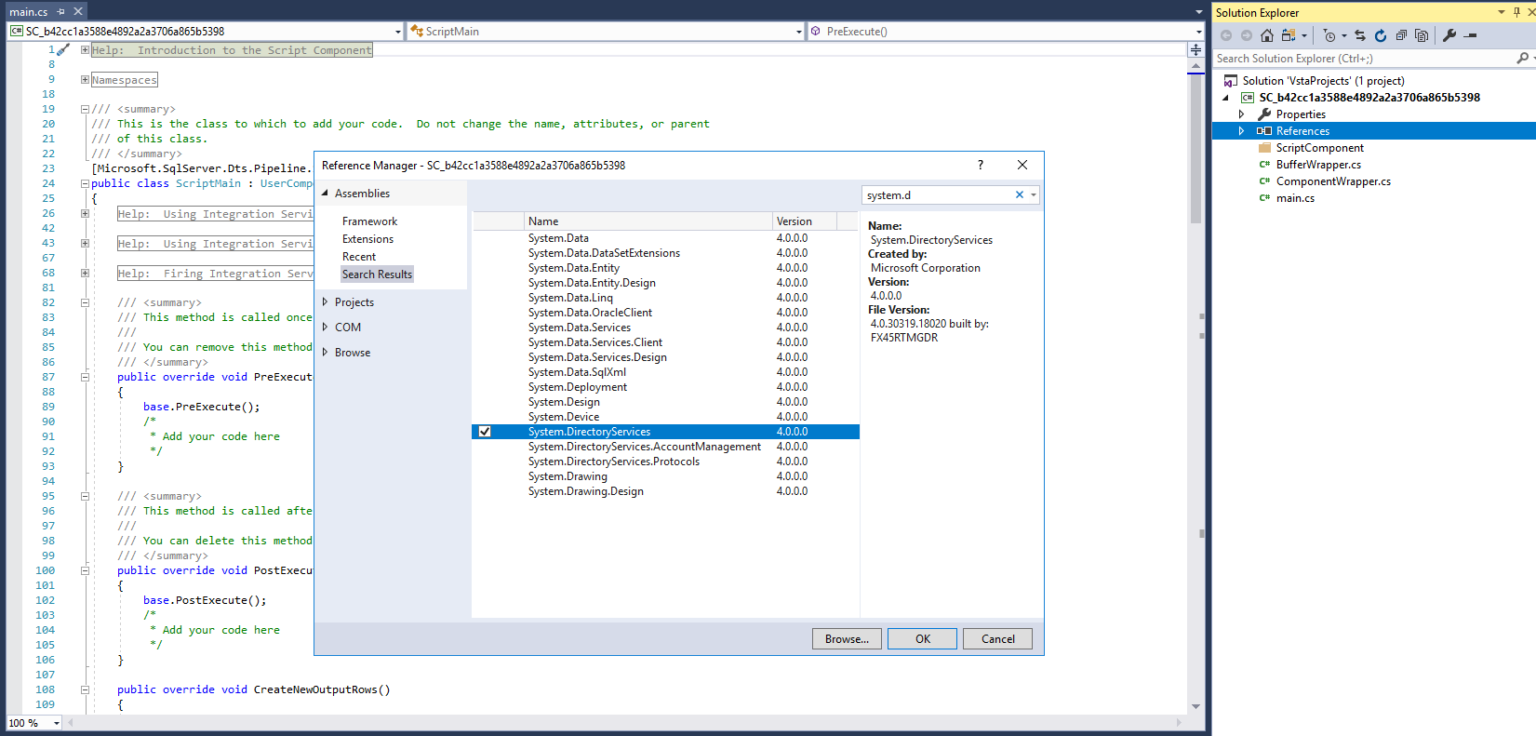 main.cs
SC_b42cc1a3588e4892a2a3706a865b5398
ScriptMain
PreExecute()
1 Help:  Introduction to the Script Component
8
9 Namespaces
18
19 /// <summary>
20 /// This is the class to which to add your code.  Do not change the name, attributes, or parent
21 /// of this class.
22 /// </summary>
23 [Microsoft.SqlServer.Dts.Pipeline.
24 public class ScriptMain : UserComp
25 {
26 Help:  Using Integration Servi
42
43 Help:  Using Integration Servi
67
68 Help:  Firing Integration Serv
81
82 /// <summary>
83 /// This method is called once
84 ///
85 /// You can remove this method
86 /// </summary>
87 public override void PreExecut
88 {
89 base.PreExecute();
90 /*
91 * Add your code here
92 */
93 }
94
95 /// <summary>
96 /// This method is called afte
97 ///
98 /// You can delete this method
99 /// </summary>
100 public override void PostExecu
101 {
102 base.PostExecute();
103 /*
104 * Add your code here
105 */
106 }
107
108 public override void CreateNewOutputRows()
109 {
100 %
Reference Manager - SC_b42cc1a3588e4892a2a3706a865b5398
?
Assemblies
Framework
Extensions
Recent
Search Results
Projects
COM
Browse
system.d
Name Version
System.Data 4.0.0.0
System.Data.DataSetExtensions 4.0.0.0
System.Data.Entity 4.0.0.0
System.Data.Entity.Design 4.0.0.0
System.Data.Linq 4.0.0.0
System.Data.OracleClient 4.0.0.0
System.Data.Services 4.0.0.0
System.Data.Services.Client 4.0.0.0
System.Data.Services.Design 4.0.0.0
System.Data.SqlXml 4.0.0.0
System.Deployment 4.0.0.0
System.Design 4.0.0.0
System.Device 4.0.0.0
System.DirectoryServices 4.0.0.0
System.DirectoryServices.AccountManagement 4.0.0.0
System.DirectoryServices.Protocols 4.0.0.0
System.Drawing 4.0.0.0
System.Drawing.Design 4.0.0.0
Name:
System.DirectoryServices
Created by:
Microsoft Corporation
Version:
4.0.0.0
File Version:
4.0.30319.18020 built by:
FX45RTMGDR
Browse...
OK
Cancel
Solution Explorer
Search Solution Explorer (Ctrl+;)
Solution 'VstaProjects' (1 project)
C# SC_b42cc1a3588e4892a2a3706a865b5398
Properties
References
ScriptComponent
C# BufferWrapper.cs
C# ComponentWrapper.cs
C# main.cs